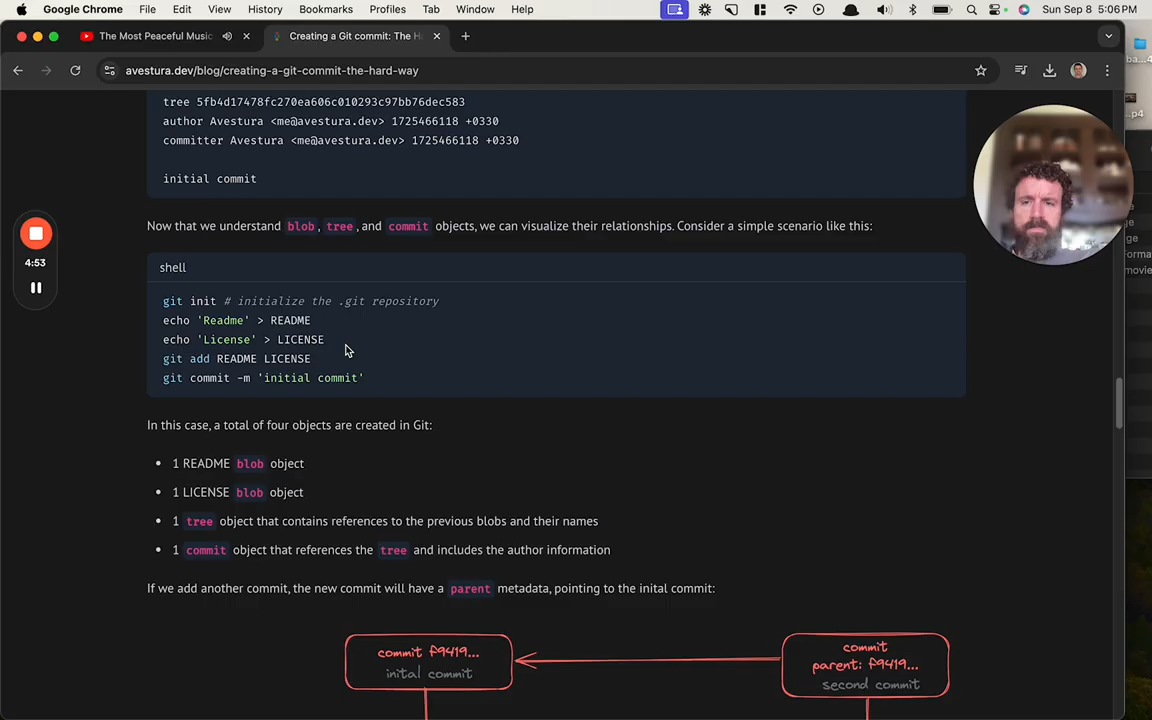 Google Chrome File Edit View History Bookmarks Profiles Tab Window Help Sun Sep 8 5:06 PM
The Most Peaceful Music
Creating a Git commit: The Ha
avestura.dev/blog/creating-a-git-commit-the-hard-way
tree 5fb4d17478fc270ea606c010293c97bb76dec583
author Avestura <me@avestura.dev> 1725466118 +0330
committer Avestura <me@avestura.dev> 1725466118 +0330
initial commit
Now that we understand blob, tree, and commit objects, we can visualize their relationships. Consider a simple scenario like this:
4:53
shell
git init # initialize the .git repository
echo 'Readme' > README
echo 'License' > LICENSE
git add README LICENSE
git commit -m 'initial commit'
In this case, a total of four objects are created in Git:
• 1 README blob object
• 1 LICENSE blob object
• 1 tree object that contains references to the previous blobs and their names
• 1 commit object that references the tree and includes the author information
If we add another commit, the new commit will have a parent metadata, pointing to the inital commit:
commit f9419...
inital commit
commit
parent: f9419...
second commit